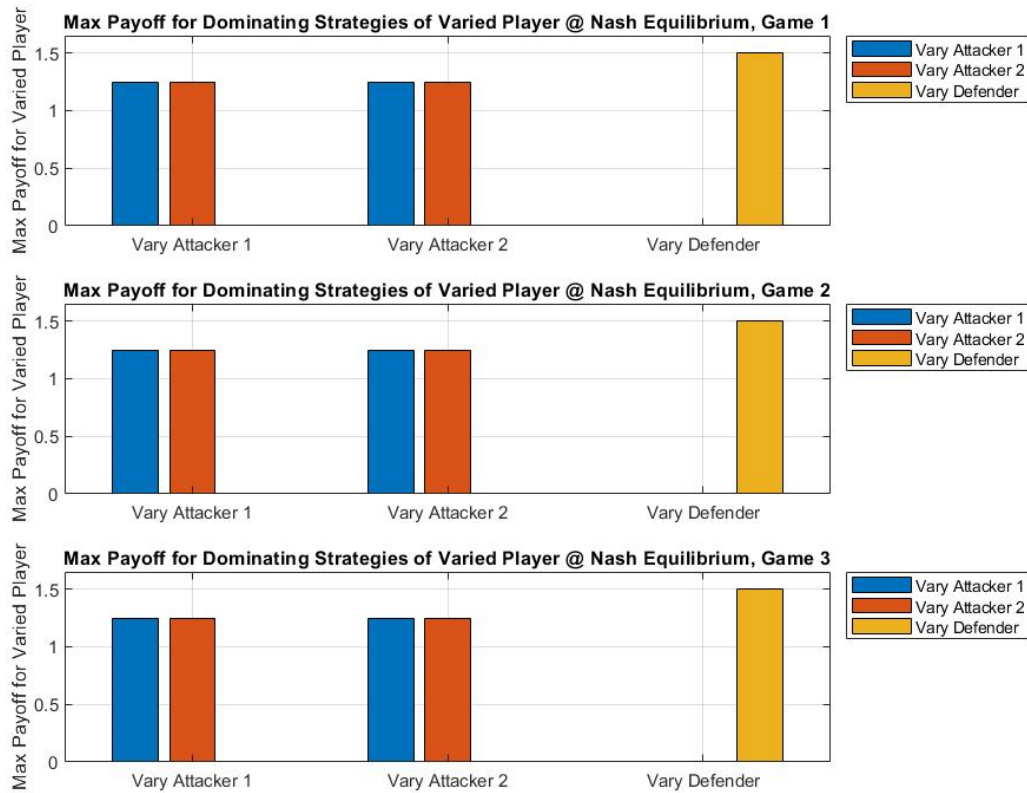 Max Payoff for Dominating Strategies of Varied Player @ Nash Equilibrium, Game 1
Max Payoff for Varied Player
1.5
1
0.5
0
Vary Attacker 1
Vary Attacker 2
Vary Defender
Vary Attacker 1
Vary Attacker 2
Vary Defender
Max Payoff for Dominating Strategies of Varied Player @ Nash Equilibrium, Game 2
Max Payoff for Varied Player
1.5
1
0.5
0
Vary Attacker 1
Vary Attacker 2
Vary Defender
Vary Attacker 1
Vary Attacker 2
Vary Defender
Max Payoff for Dominating Strategies of Varied Player @ Nash Equilibrium, Game 3
Max Payoff for Varied Player
1.5
1
0.5
0
Vary Attacker 1
Vary Attacker 2
Vary Defender
Vary Attacker 1
Vary Attacker 2
Vary Defender